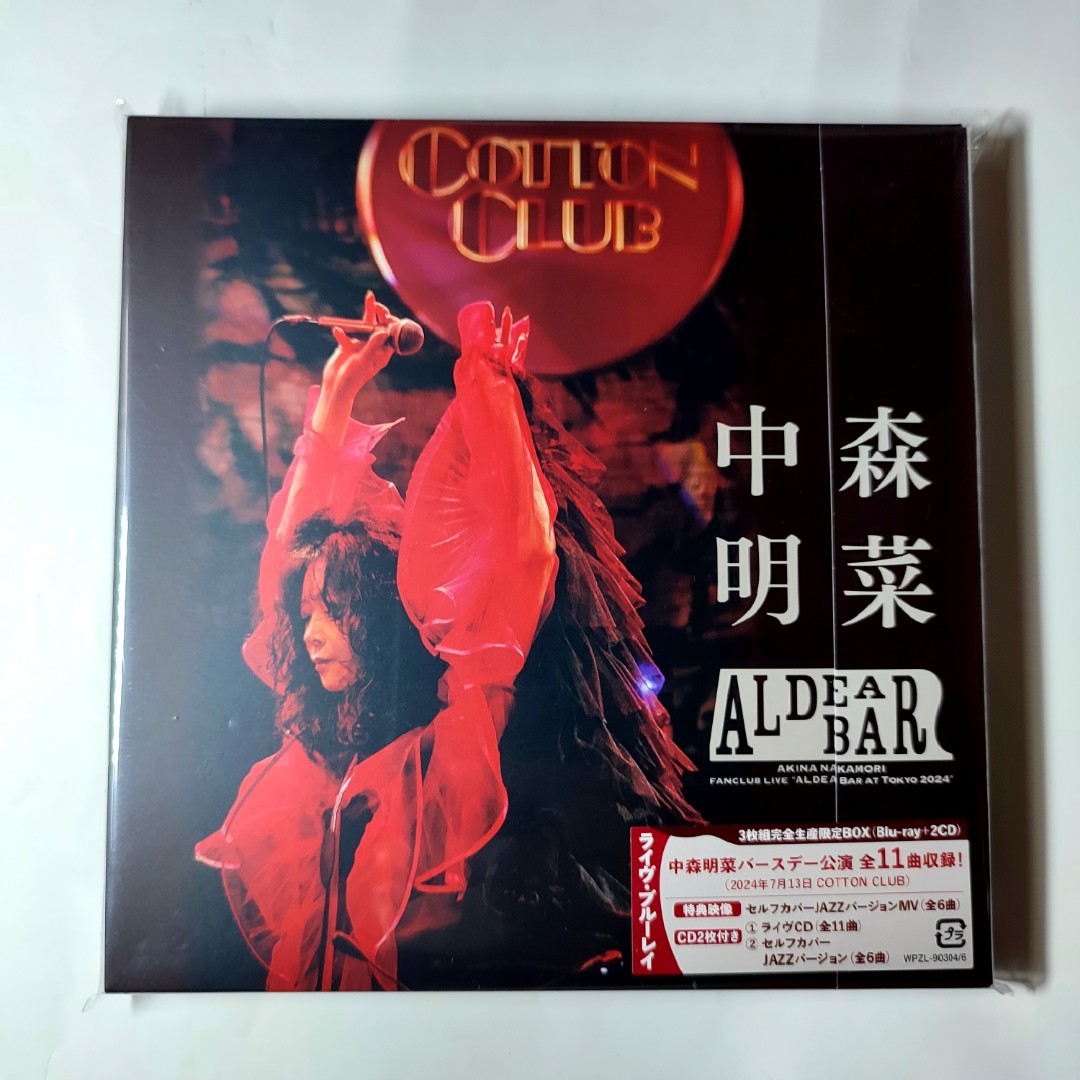 COTTON
CLUB
中森
明菜
ALDEA
BAR
AKINA NAKAMORI
FANCLUB LIVE "ALDEA BAR AT TOKYO 2024"
ライヴ・ブルーレイ
3枚組完全生産限定BOX(Blu-ray+2CD)
中森明菜バースデー公演 全11曲収録!
(2024年7月13日 COTTON CLUB)
特典映像 セルフカバーJAZZバージョンMV(全6曲)
CD2枚付き ① ライヴCD(全11曲)
② セルフカバー
JAZZバージョン(全6曲)
プラ
WPZL-90304/6